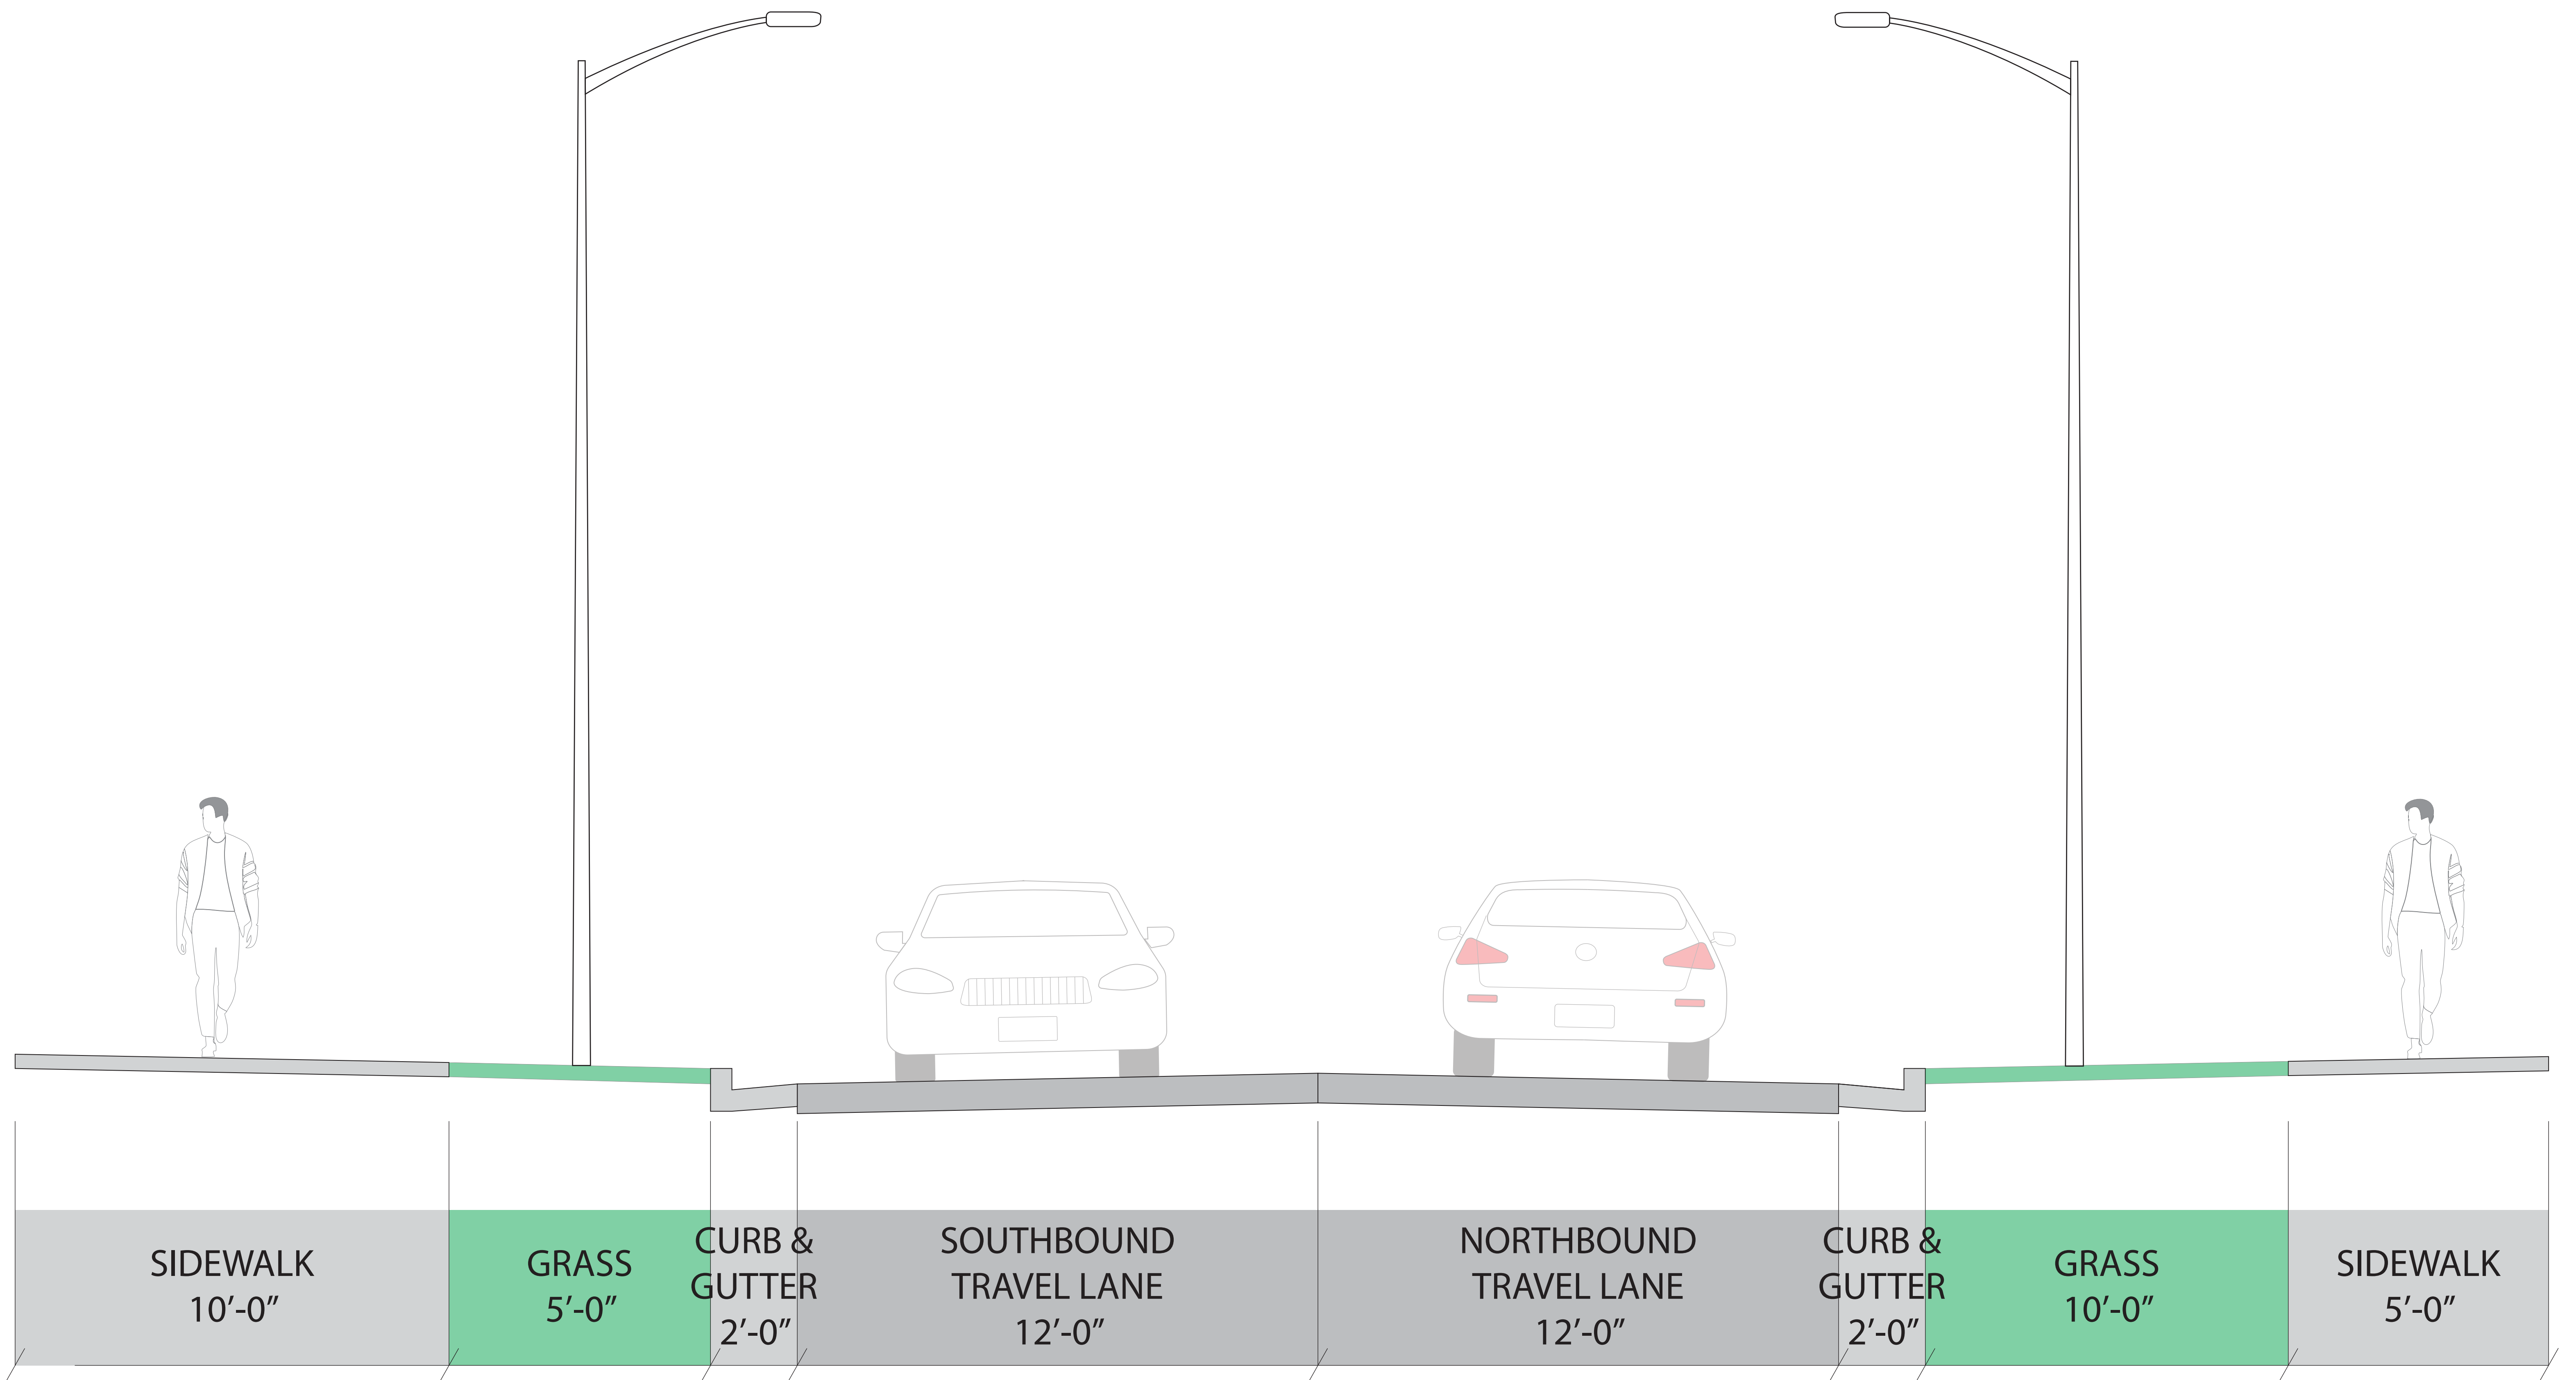 SIDEWALK
10’-0”
GRASS
5’-0”
CURB &
GUTTER
2’-0”
SOUTHBOUND
TRAVEL LANE
12’-0”
NORTHBOUND
TRAVEL LANE
12’-0”
CURB &
GUTTER
2’-0”
GRASS
10’-0”
SIDEWALK
5’-0”